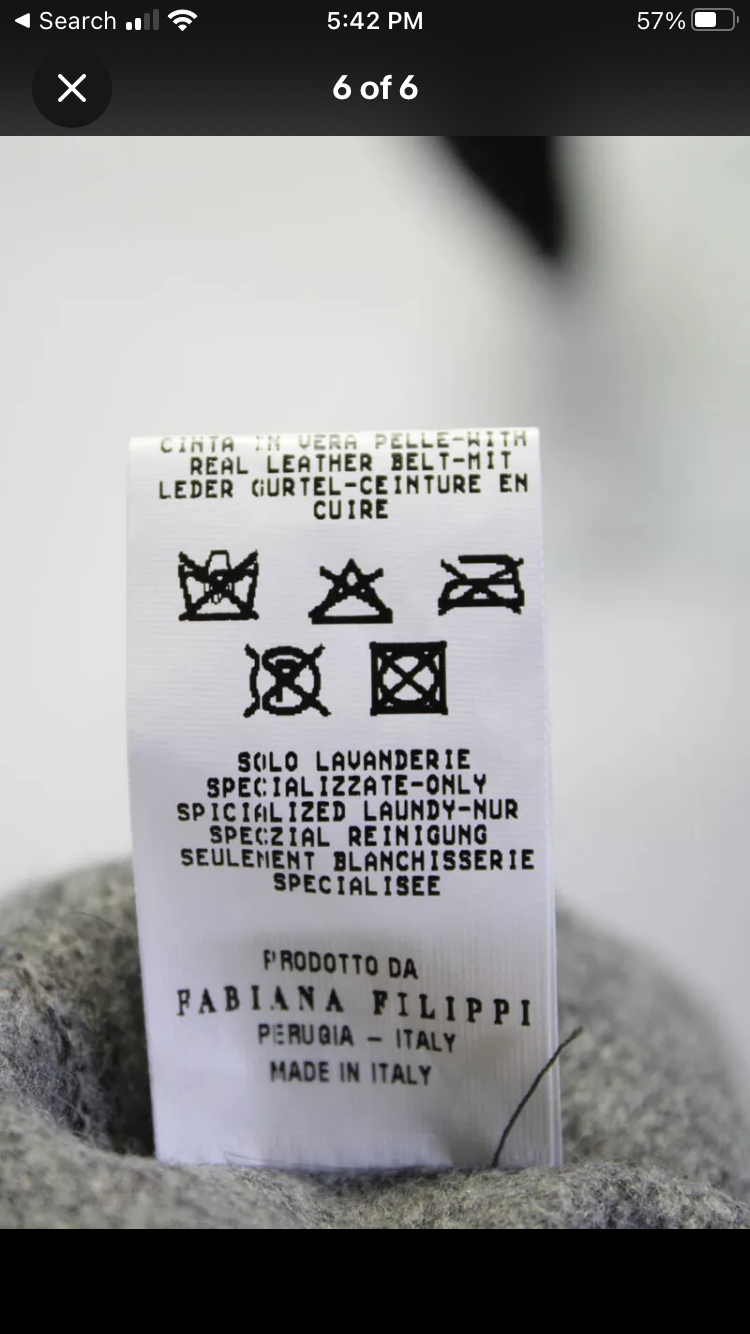 Search
5:42 PM
57%
6 of 6
CINTA IN VERA PELLE-WITH
REAL LEATHER BELT-MIT
LEDER GURTEL-CEINTURE EN
CUIRE
P
SOLO LAVANDERIE
SPECIALIZZATE-ONLY
SPICIALIZED LAUNDY-NUR
SPECZIAL REINIGUNG
SEULEMENT BLANCHISSERIE
SPECIALISEE
PRODOTTO DA
FABIANA FILIPPI
PERUGIA – ITALY
MADE IN ITALY